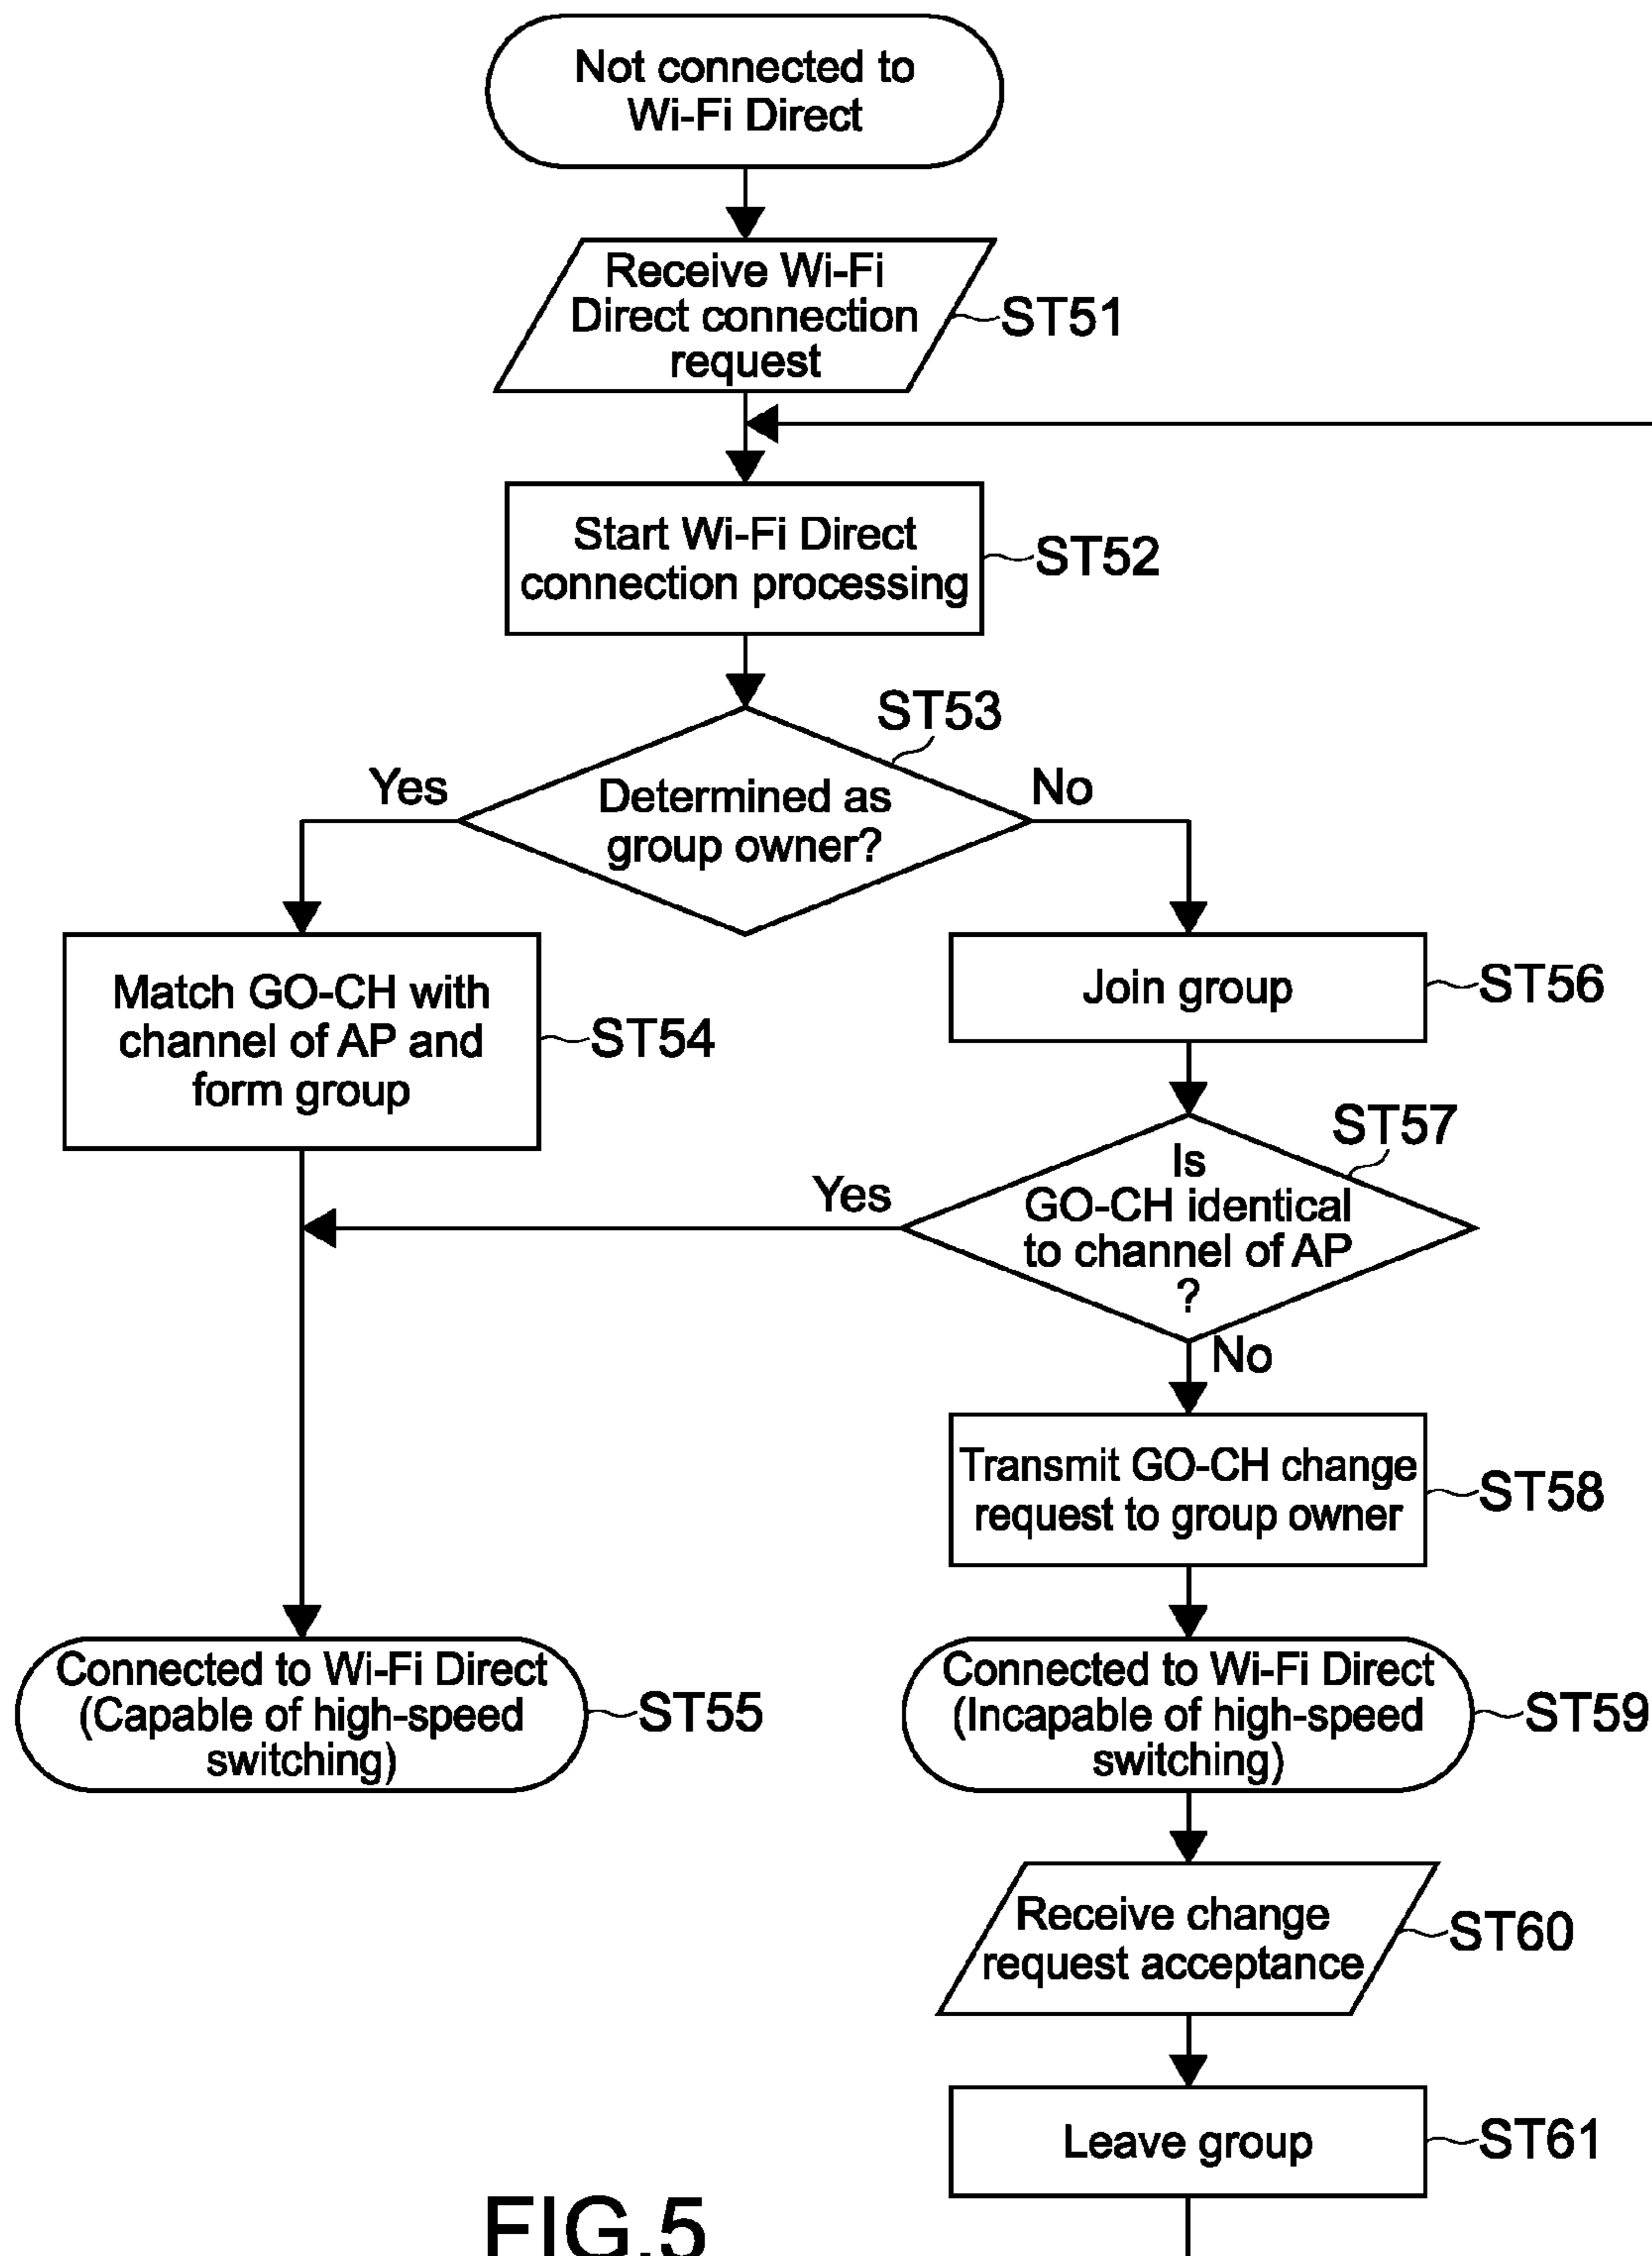 Not connected to
Wi-Fi Direct
Receive Wi-Fi
Direct connection
request
ST51
Start Wi-Fi Direct
connection processing
ST52
ST53
Yes
Determined as
group owner?
No
Match GO-CH with
channel of AP and
form group
ST54
Join group
ST56
ST57
Yes
Is
GO-CH identical
to channel of AP
?
No
Transmit GO-CH change
request to group owner
ST58
Connected to Wi-Fi Direct
(Capable of high-speed
switching)
ST55
Connected to Wi-Fi Direct
(Incapable of high-speed
switching)
ST59
Receive change
request acceptance
ST60
Leave group
ST61
FIG.5